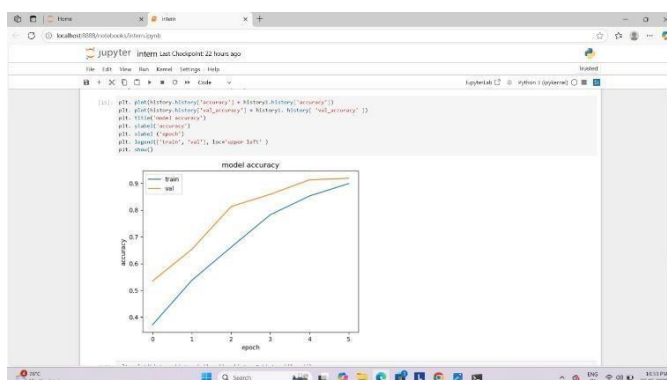 Home
intern
localhost:8888/notebooks/intern.ipynb
jupyter intern Last Checkpoint: 22 hours ago
File Edit View Run Kernel Settings Help
Trusted
Code
JupyterLab
Python 3 (ipykernel)
plt. plot(history.history['accuracy'] + history1.history['accuracy'])
plt. plot(history.history['val_accuracy'] + history1. history[ 'val_accuracy' ])
plt. title('model accuracy')
plt. ylabel('accuracy')
plt. xlabel ('epoch')
plt. legend(['train', 'val'], loc='upper left' )
plt. show()
model accuracy
train
val
0.9
0.8
0.7
0.6
0.5
0.4
accuracy
0 1 2 3 4 5
epoch
Search
ENG